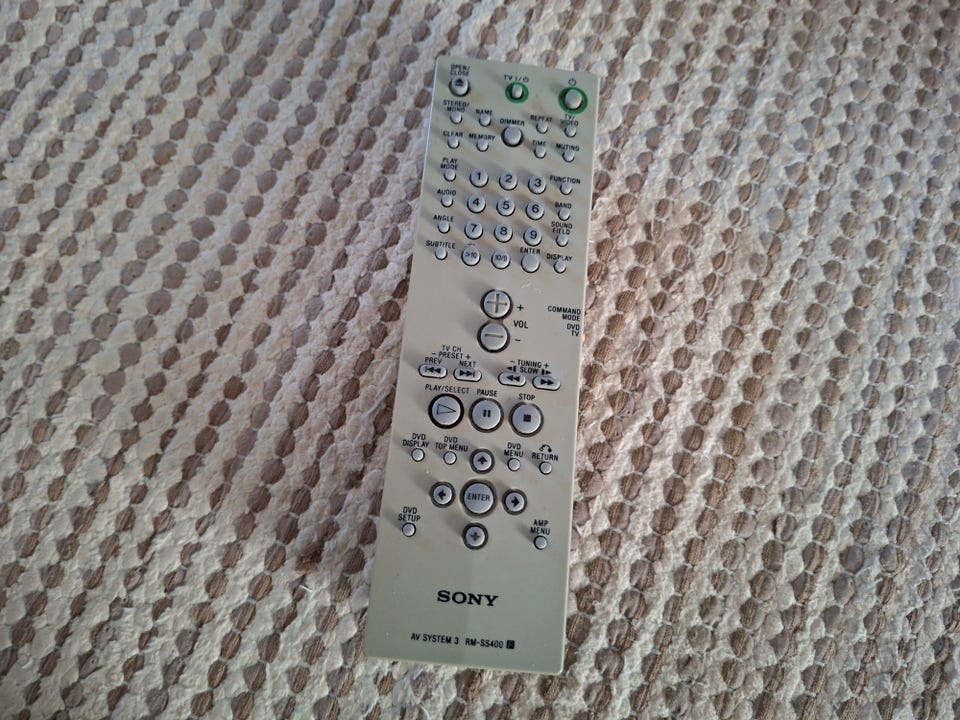 OPEN/
CLOSE
TV I/⏻
⏻
STEREO/
MONO
NAME
DIMMER
REPEAT
TV/
VIDEO
CLEAR
MEMORY
TIME
MUTING
PLAY
MODE
1
2
3
FUNCTION
AUDIO
4
5
6
BAND
ANGLE
7
8
9
SOUND
FIELD
SUBTITLE
>10
10/0
ENTER
DISPLAY
+
VOL
–
COMMAND
MODE
DVD
TV
TV CH
– PRESET +
PREV
NEXT
– TUNING +
SLOW
PLAY/SELECT
PAUSE
STOP
DVD
DISPLAY
DVD
TOP MENU
DVD
MENU
RETURN
ENTER
DVD
SETUP
AMP
MENU
SONY
AV SYSTEM 3 RM-SS400